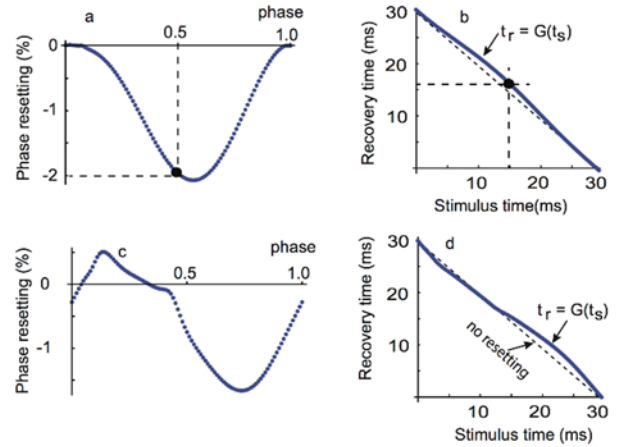 a
phase
0.5
1.0
0
-1
-2
Phase resetting (%)
b
t_r = G(t_s)
30
20
10
Recovery time (ms)
10
20
30
Stimulus time(ms)
c
phase
0.5
1.0
0
-1
Phase resetting (%)
d
t_r = G(t_s)
no resetting
30
20
10
Recovery time (ms)
10
20
30
Stimulus time (ms)